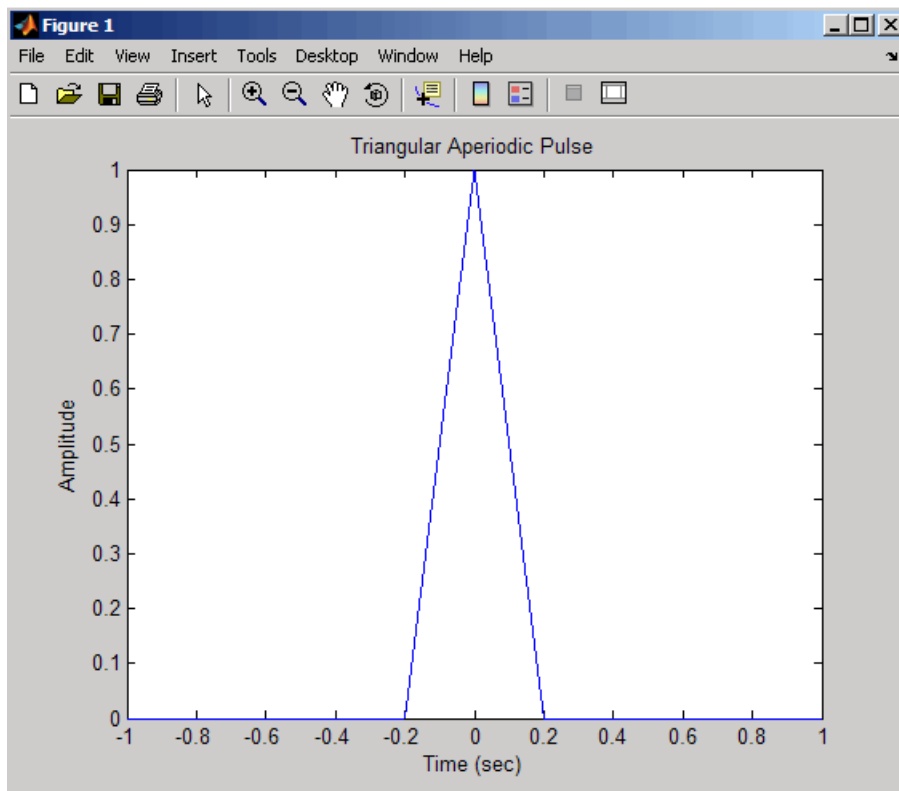 Figure 1
File Edit View Insert Tools Desktop Window Help
Triangular Aperiodic Pulse
1
0.9
0.8
0.7
0.6
0.5
0.4
0.3
0.2
0.1
0
Amplitude
-1 -0.8 -0.6 -0.4 -0.2 0 0.2 0.4 0.6 0.8 1
Time (sec)